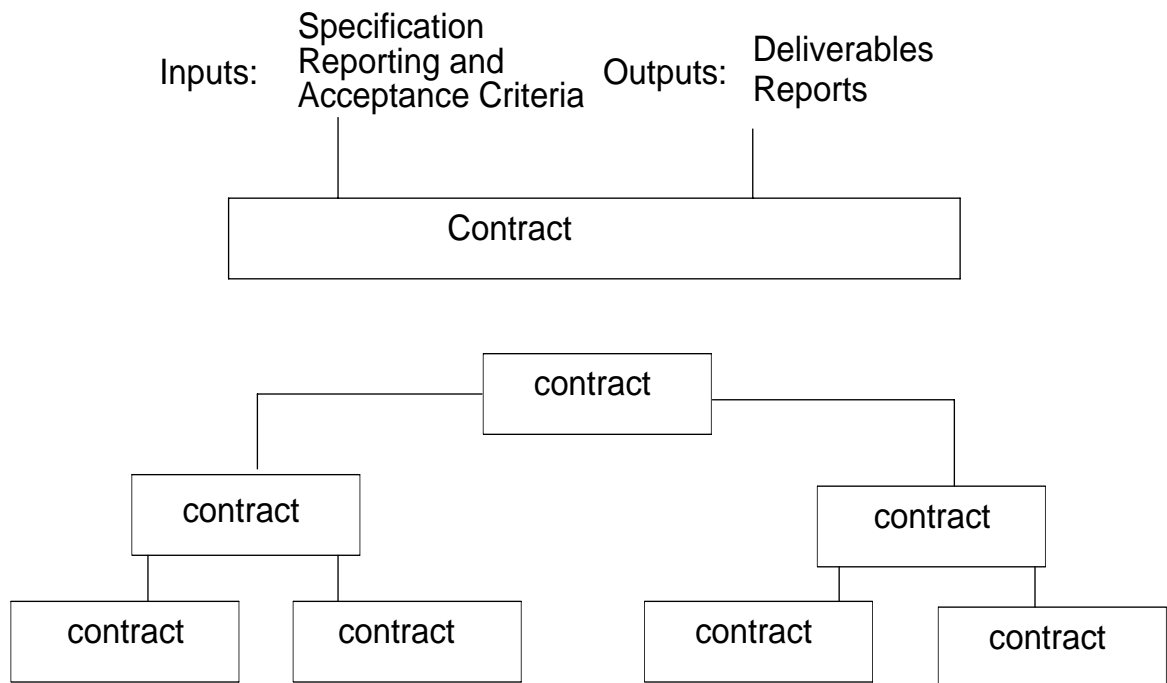 Inputs:
Specification
Reporting and
Acceptance Criteria
Outputs:
Deliverables
Reports
Contract
contract
contract
contract
contract
contract
contract
contract